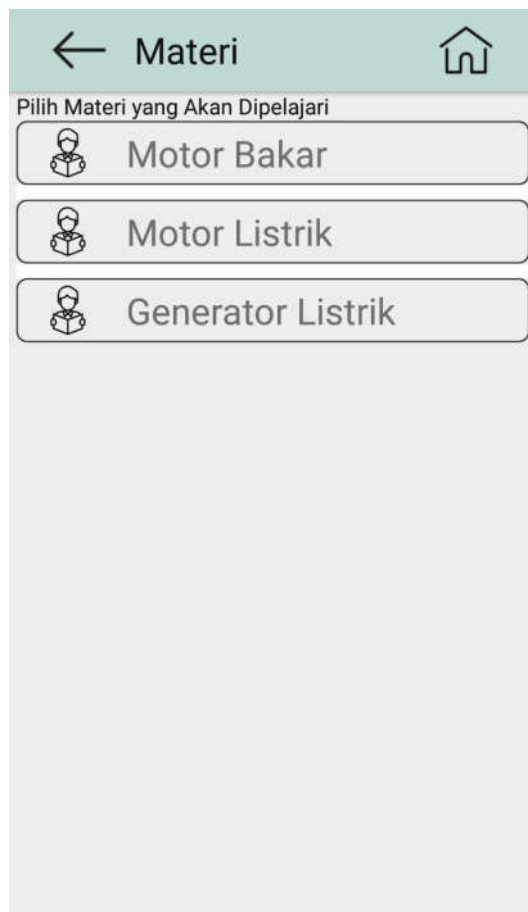 Materi
Pilih Materi yang Akan Dipelajari
Motor Bakar
Motor Listrik
Generator Listrik